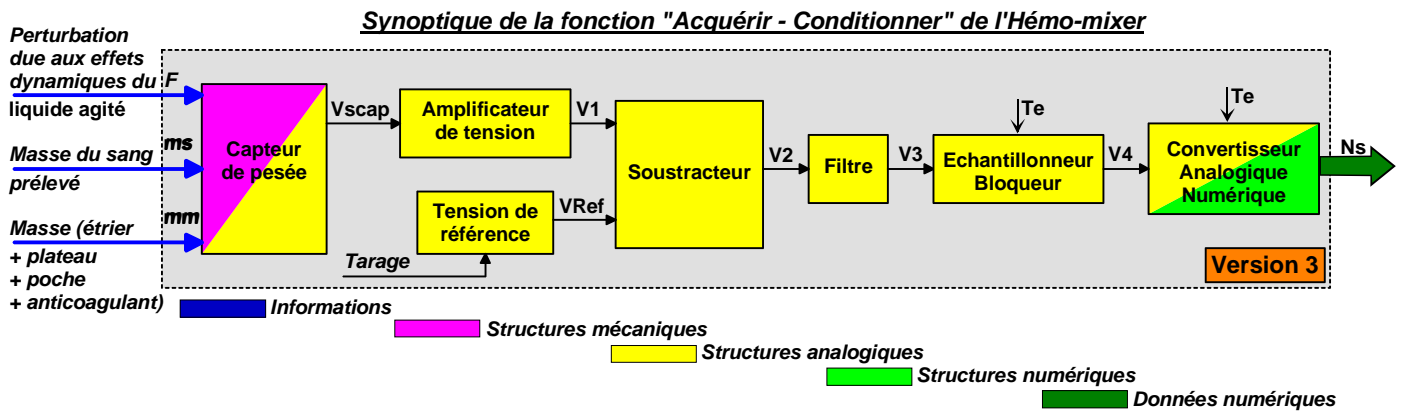 Synoptique de la fonction "Acquérir - Conditionner" de l'Hémo-mixer
Perturbation
due aux effets
dynamiques du F
liquide agité
ms
Masse du sang
prélevé
mm
Masse (étrier
+ plateau
+ poche
+ anticoagulant)
Capteur
de pesée
Vscap
Amplificateur
de tension
V1
Tension de
référence
VRef
Tarage
Soustracteur
V2
Filtre
V3
Te
Echantillonneur
Bloqueur
V4
Te
Convertisseur
Analogique
Numérique
Ns
Version 3
Informations
Structures mécaniques
Structures analogiques
Structures numériques
Données numériques